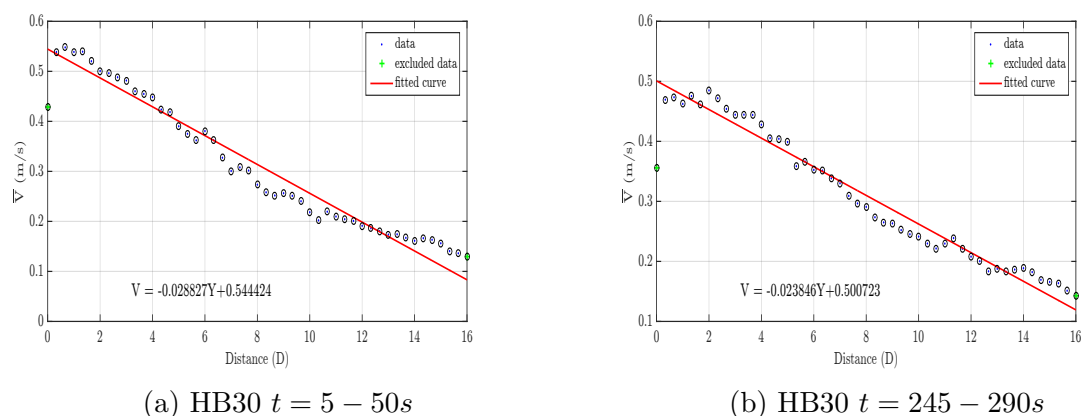 0.6
0.5
0.4
0.3
0.2
0.1
0
V̅ (m/s)
data
excluded data
fitted curve
V = -0.028827Y+0.544424
0 2 4 6 8 10 12 14 16
Distance (D)
(a) HB30 t = 5 − 50s
0.6
0.5
0.4
0.3
0.2
0.1
V̅ (m/s)
data
excluded data
fitted curve
V = -0.023846Y+0.500723
0 2 4 6 8 10 12 14 16
Distance (D)
(b) HB30 t = 245 − 290s